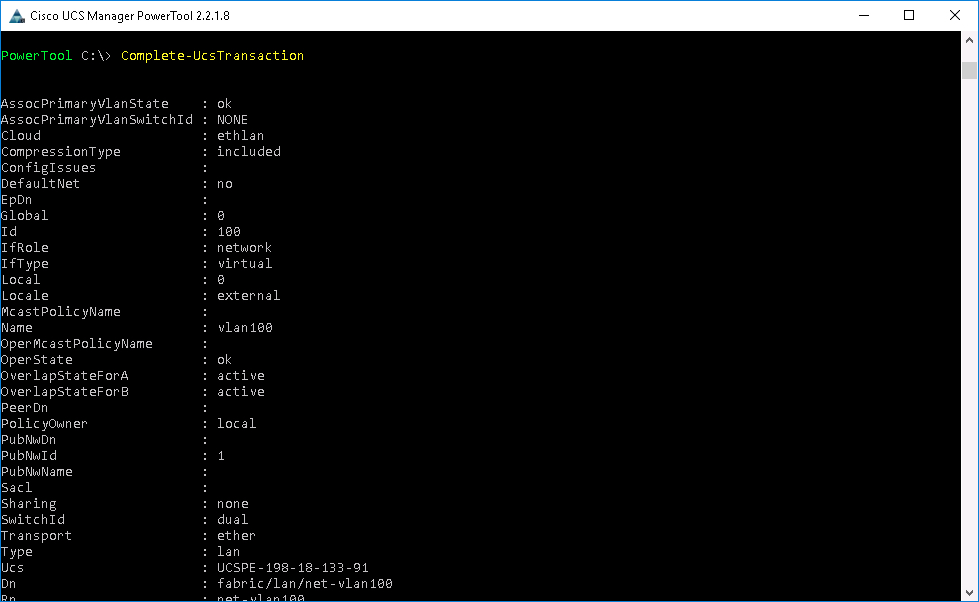 Cisco UCS Manager PowerTool 2.2.1.8
PowerTool C:\> Complete-UcsTransaction
AssocPrimaryVlanState : ok
AssocPrimaryVlanSwitchId : NONE
Cloud : ethlan
CompressionType : included
ConfigIssues :
DefaultNet : no
EpDn :
Global : 0
Id : 100
IfRole : network
IfType : virtual
Local : 0
Locale : external
McastPolicyName :
Name : vlan100
OperMcastPolicyName :
OperState : ok
OverlapStateForA : active
OverlapStateForB : active
PeerDn :
PolicyOwner : local
PubNwDn :
PubNwId : 1
PubNwName :
Sacl :
Sharing : none
SwitchId : dual
Transport : ether
Type : lan
Ucs : UCSPE-198-18-133-91
Dn : fabric/lan/net-vlan100
Rn : net-vlan100